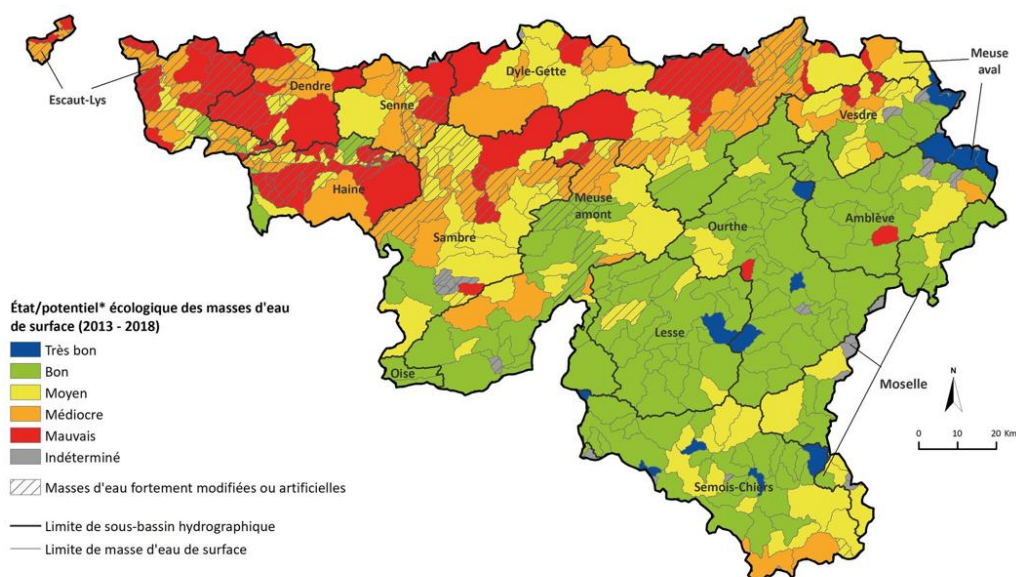 Escaut-Lys
Dendre
Senne
Dyle-Gette
Meuse
aval
Vesdre
Haine
Meuse
amont
Sambre
Ourthe
Amblève
Lesse
Oise
Moselle
Semois-Chiers
État/potentiel* écologique des masses d'eau
de surface (2013 - 2018)
Très bon
Bon
Moyen
Médiocre
Mauvais
Indéterminé
Masses d'eau fortement modifiées ou artificielles
Limite de sous-bassin hydrographique
Limite de masse d'eau de surface
N
0 10 20 Km